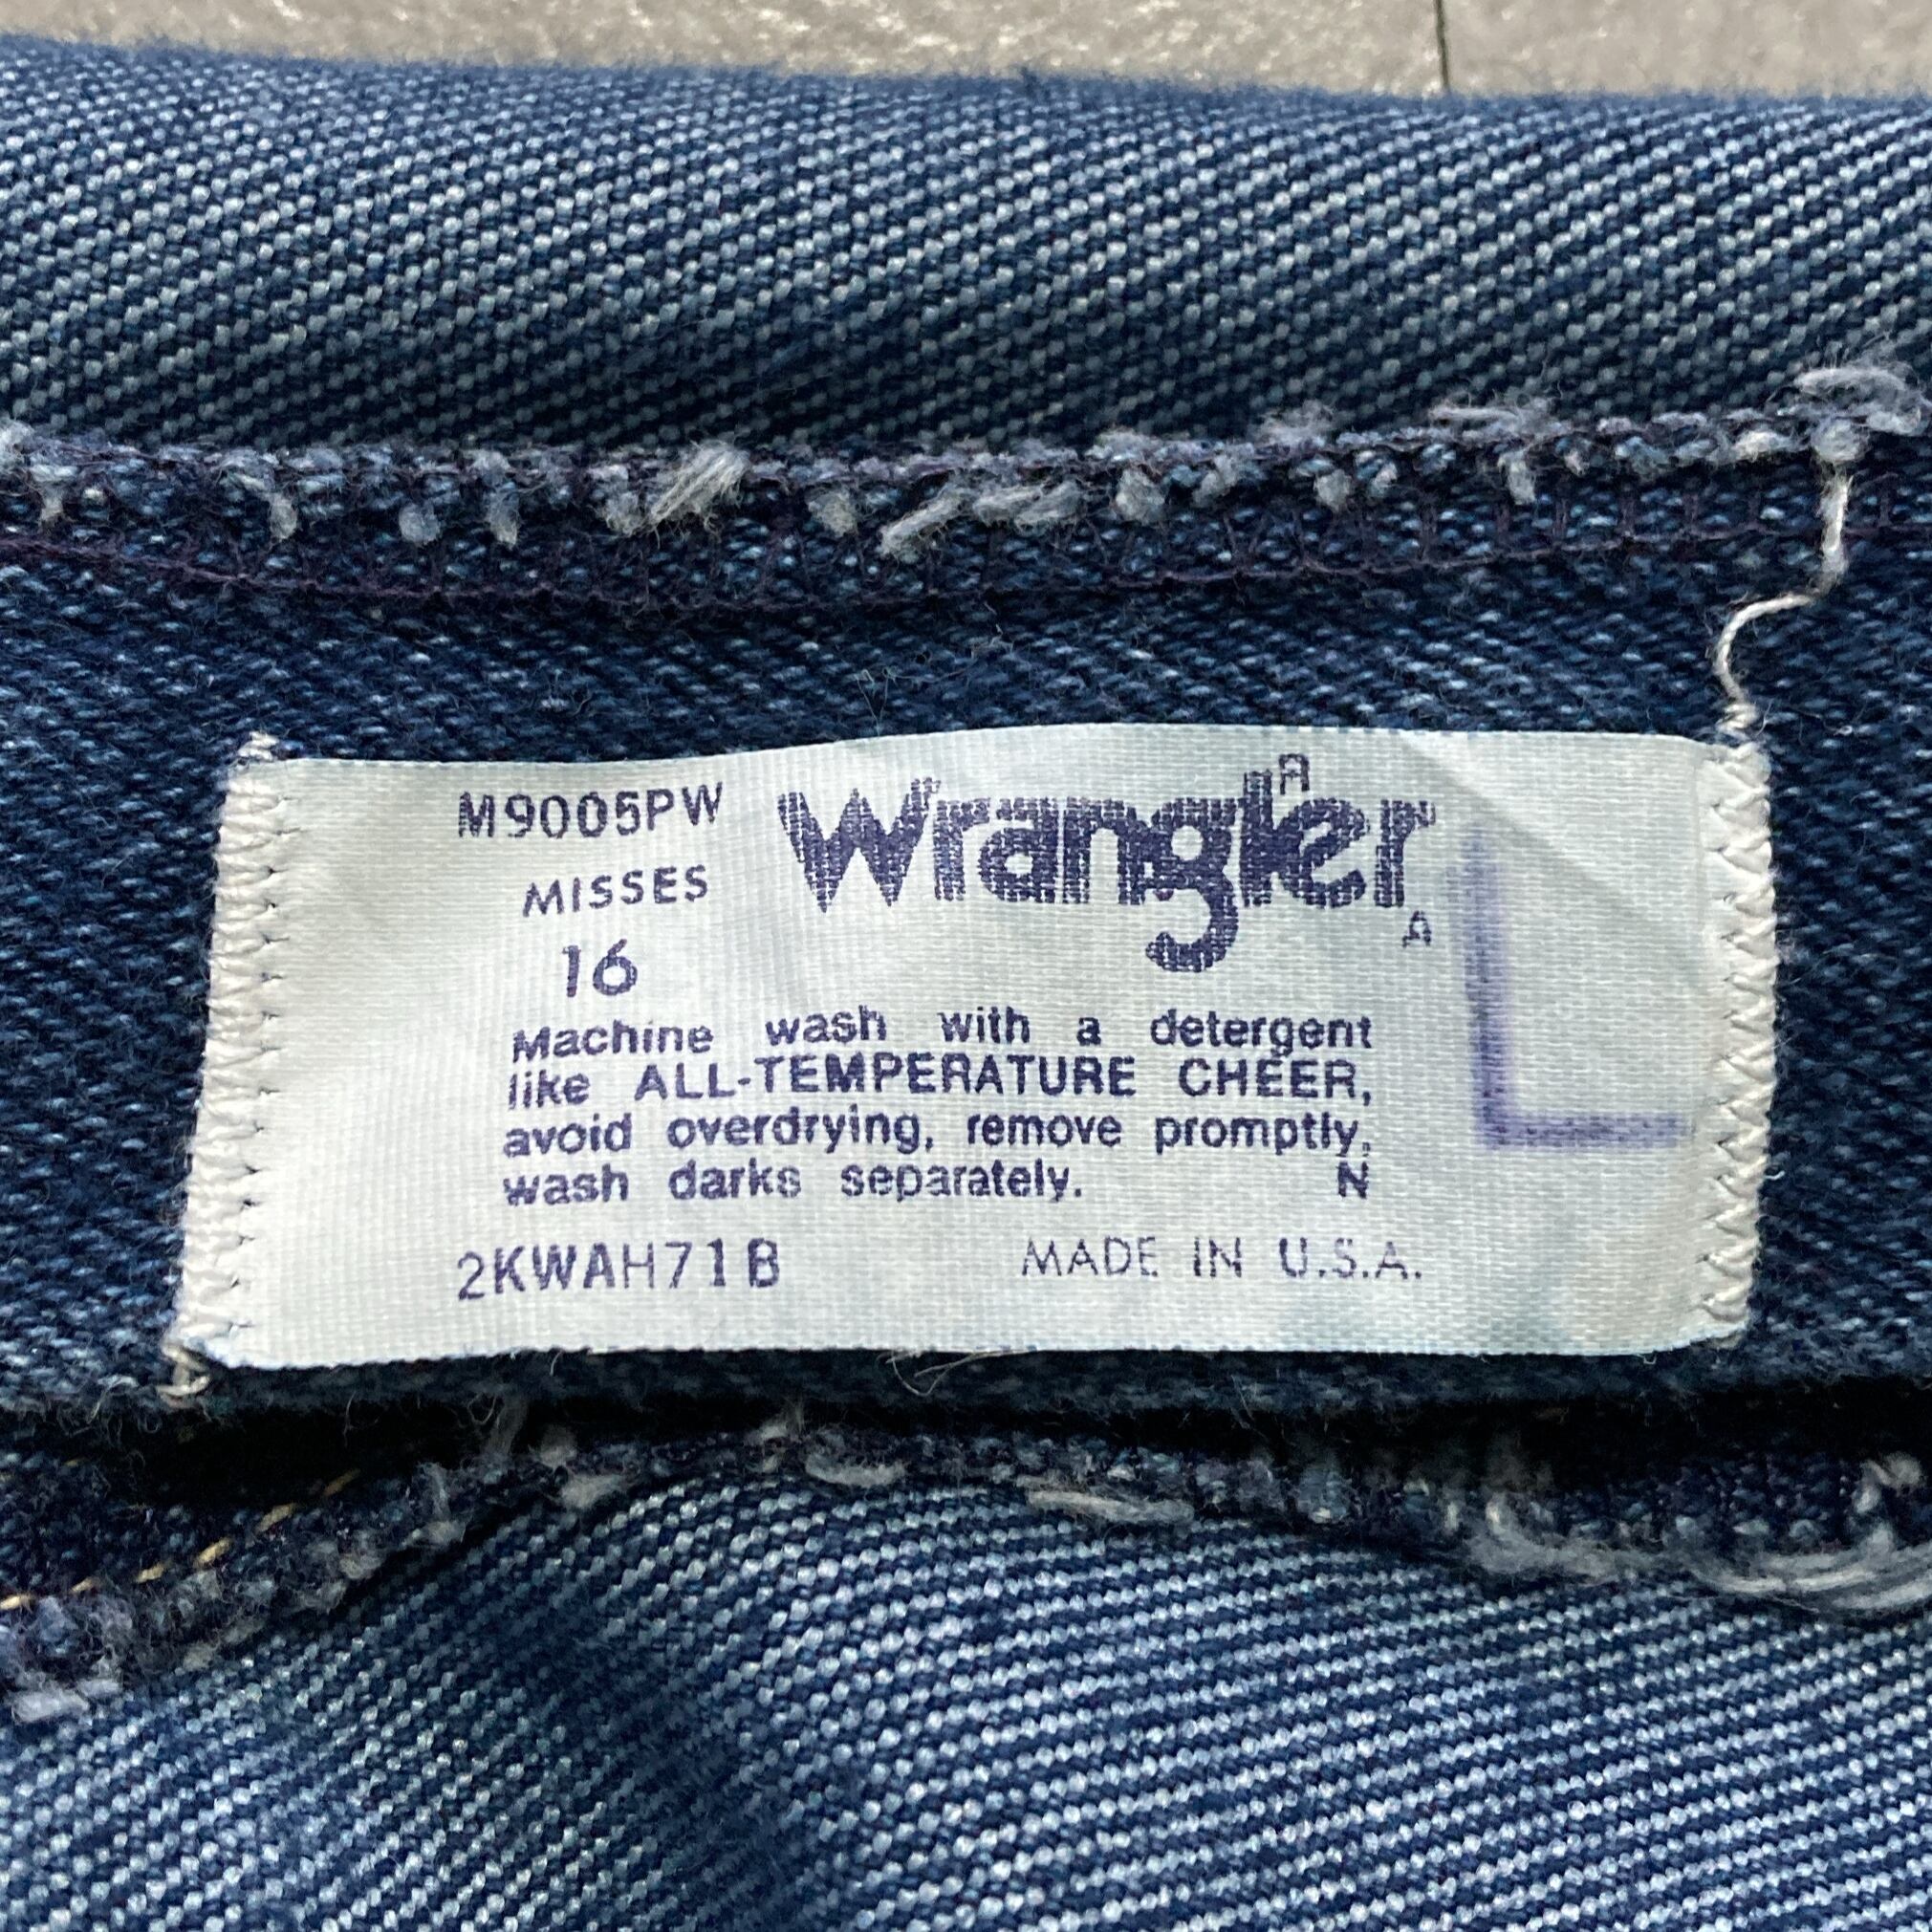 M9005PW
Wrangler
MISSES
16
L
Machine wash with a detergent
like ALL-TEMPERATURE CHEER,
avoid overdrying, remove promptly,
wash darks separately. N
2KWAH71B MADE IN U.S.A.